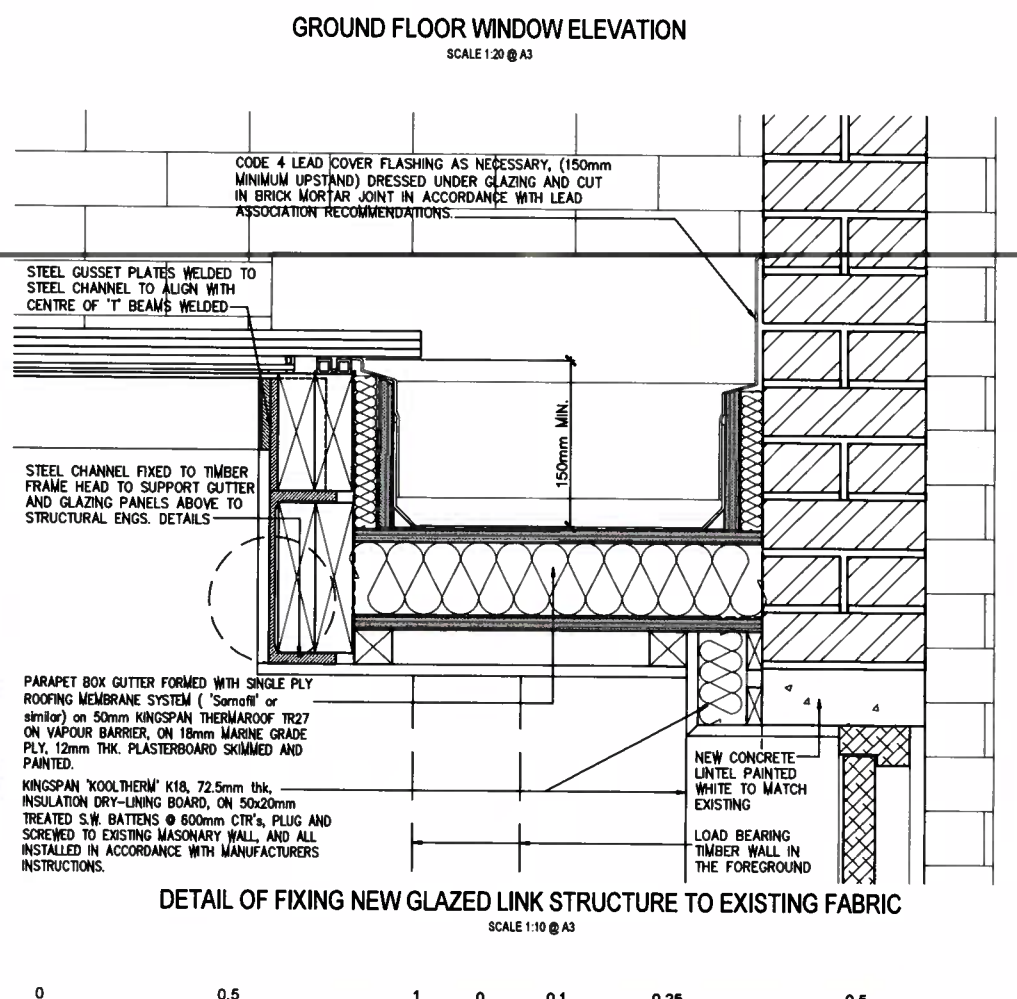 GROUND FLOOR WINDOW ELEVATION
SCALE 1:20 @ A3
CODE 4 LEAD COVER FLASHING AS NECESSARY, (150mm
MINIMUM UPSTAND) DRESSED UNDER GLAZING AND CUT
IN BRICK MORTAR JOINT IN ACCORDANCE WITH LEAD
ASSOCIATION RECOMMENDATIONS.
STEEL GUSSET PLATES WELDED TO
STEEL CHANNEL TO ALIGN WITH
CENTRE OF 'T' BEAMS WELDED
150mm MIN.
STEEL CHANNEL FIXED TO TIMBER
FRAME HEAD TO SUPPORT GUTTER
AND GLAZING PANELS ABOVE TO
STRUCTURAL ENGS. DETAILS
PARAPET BOX GUTTER FORMED WITH SINGLE PLY
ROOFING MEMBRANE SYSTEM ( 'Sarnafil' or
similar) on 50mm KINGSPAN THERMAROOF TR27
ON VAPOUR BARRIER, ON 18mm MARINE GRADE
PLY, 12mm THK. PLASTERBOARD SKIMMED AND
PAINTED.
KINGSPAN 'KOOLTHERM' K18, 72.5mm thk,
INSULATION DRY-LINING BOARD, ON 50x20mm
TREATED S.W. BATTENS @ 600mm CTR's, PLUG AND
SCREWED TO EXISTING MASONARY WALL, AND ALL
INSTALLED IN ACCORDANCE WITH MANUFACTURERS
INSTRUCTIONS.
NEW CONCRETE
LINTEL PAINTED
WHITE TO MATCH
EXISTING
LOAD BEARING
TIMBER WALL IN
THE FOREGROUND
DETAIL OF FIXING NEW GLAZED LINK STRUCTURE TO EXISTING FABRIC
SCALE 1:10 @ A3
0 0.5 1 0 0.1 0.25 0.5